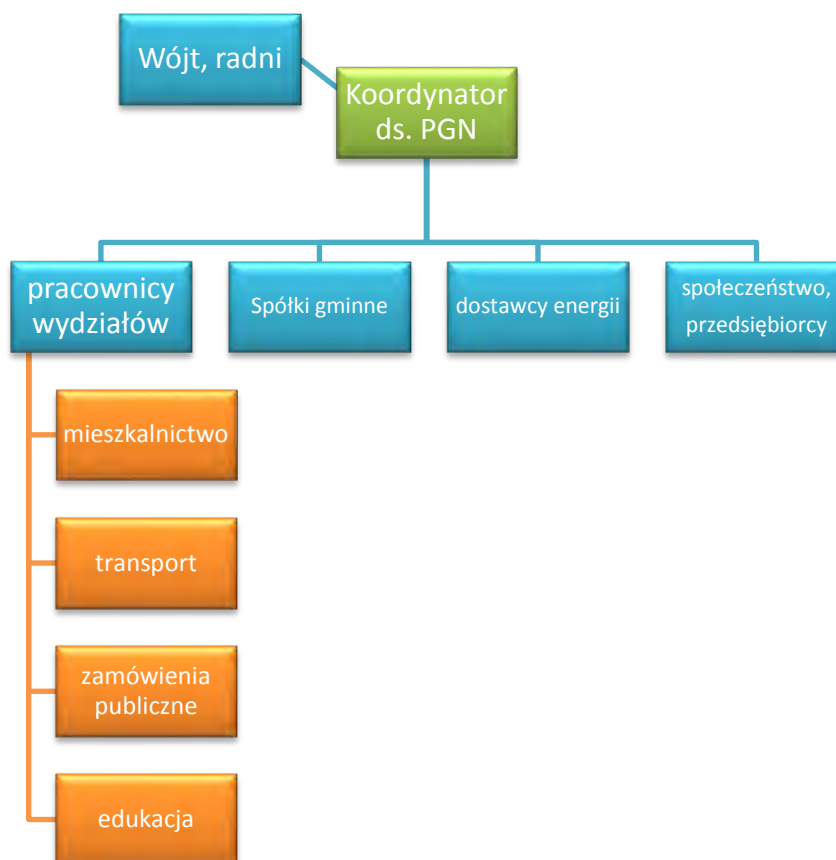 Wójt, radni
Koordynator
ds. PGN
pracownicy
wydziałów
Spółki gminne
dostawcy energii
społeczeństwo,
przedsiębiorcy
mieszkalnictwo
transport
zamówienia
publiczne
edukacja